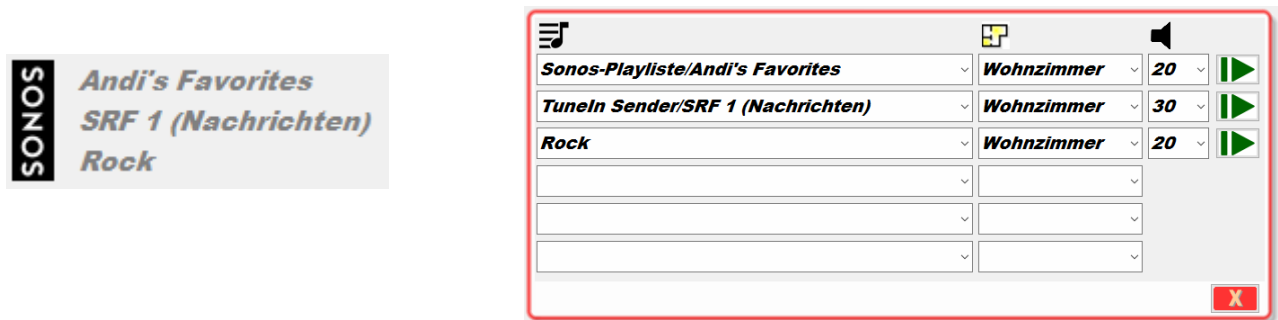 SONOS
Andi's Favorites
SRF 1 (Nachrichten)
Rock
Sonos-Playliste/Andi's Favorites Wohnzimmer 20
TuneIn Sender/SRF 1 (Nachrichten) Wohnzimmer 30
Rock Wohnzimmer 20
X